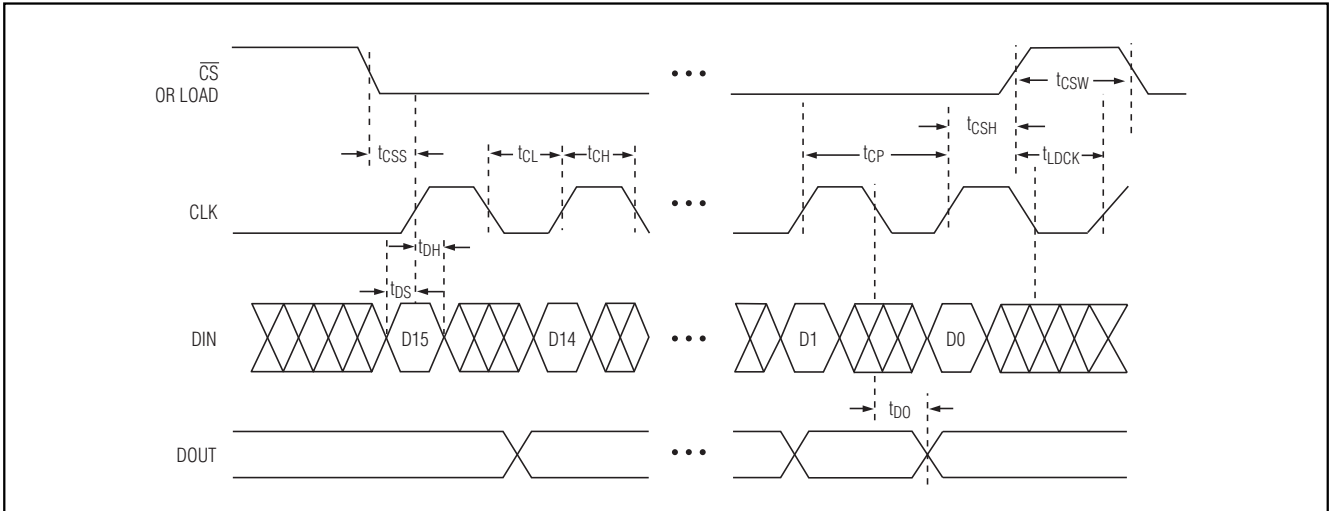 CS
OR LOAD
tCSW
tCSH
tCSS
tCL
tCH
tCP
tLDCK
CLK
tDH
tDS
DIN
D15
D14
D1
D0
tDO
DOUT